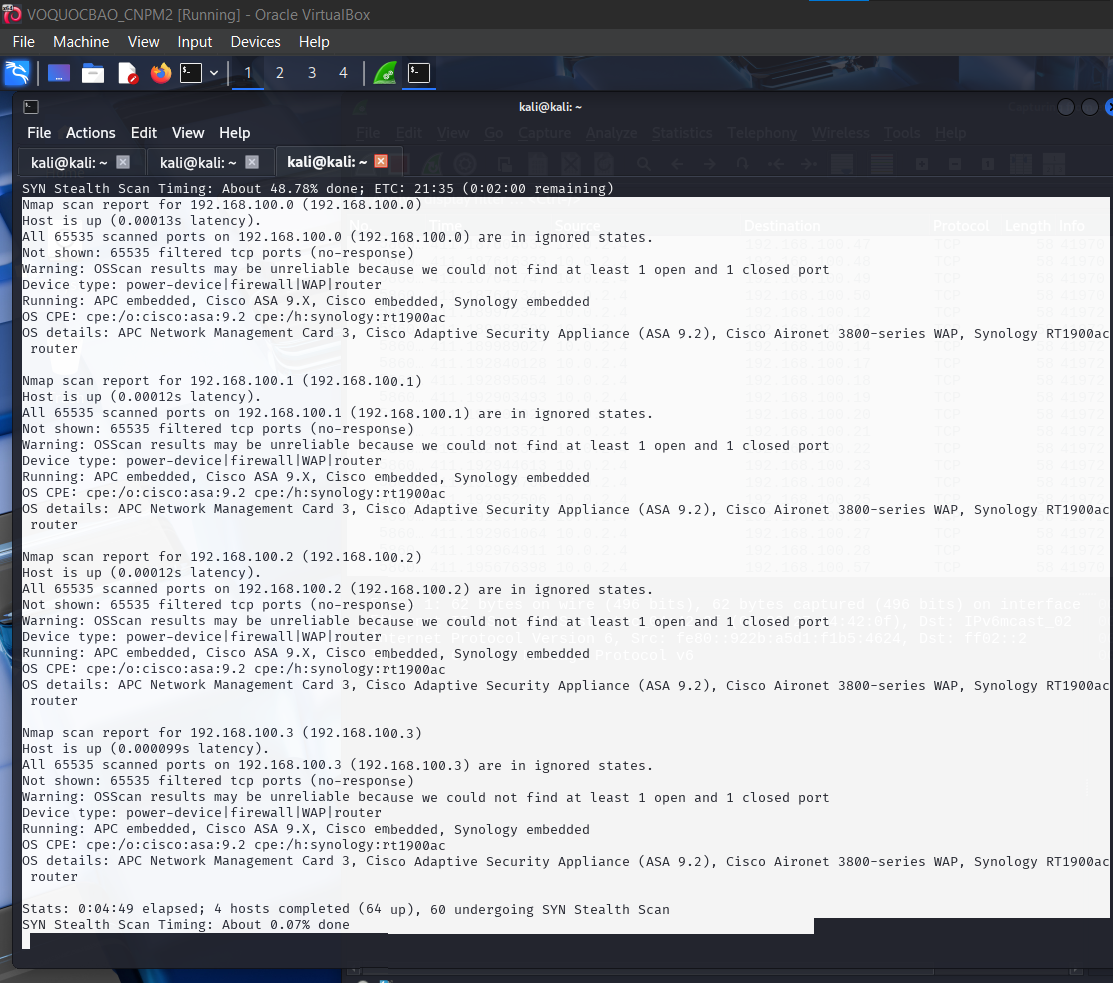 VOQUOCBAO_CNPM2 [Running] - Oracle VirtualBox
File Machine View Input Devices Help
1 2 3 4
kali@kali: ~
File Actions Edit View Help
File Edit View Go Capture Analyze Statistics Telephony Wireless Tools Help
kali@kali: ~ kali@kali: ~ kali@kali: ~
SYN Stealth Scan Timing: About 48.78% done; ETC: 21:35 (0:02:00 remaining)
Nmap scan report for 192.168.100.0 (192.168.100.0)
Host is up (0.00013s latency).
Time Source Destination Protocol Length Info
All 65535 scanned ports on 192.168.100.0 (192.168.100.0) are in ignored states.
Not shown: 65535 filtered tcp ports (no-response)
Warning: OSScan results may be unreliable because we could not find at least 1 open and 1 closed port
Device type: power-device|firewall|WAP|router
Running: APC embedded, Cisco ASA 9.X, Cisco embedded, Synology embedded
OS CPE: cpe:/o:cisco:asa:9.2 cpe:/h:synology:rt1900ac
OS details: APC Network Management Card 3, Cisco Adaptive Security Appliance (ASA 9.2), Cisco Aironet 3800-series WAP, Synology RT1900ac
router
Nmap scan report for 192.168.100.1 (192.168.100.1)
Host is up (0.00012s latency).
All 65535 scanned ports on 192.168.100.1 (192.168.100.1) are in ignored states.
Not shown: 65535 filtered tcp ports (no-response)
Warning: OSScan results may be unreliable because we could not find at least 1 open and 1 closed port
Device type: power-device|firewall|WAP|router
Running: APC embedded, Cisco ASA 9.X, Cisco embedded, Synology embedded
OS CPE: cpe:/o:cisco:asa:9.2 cpe:/h:synology:rt1900ac
OS details: APC Network Management Card 3, Cisco Adaptive Security Appliance (ASA 9.2), Cisco Aironet 3800-series WAP, Synology RT1900ac
router
Nmap scan report for 192.168.100.2 (192.168.100.2)
Host is up (0.00012s latency).
All 65535 scanned ports on 192.168.100.2 (192.168.100.2) are in ignored states.
Not shown: 65535 filtered tcp ports (no-response)
Warning: OSScan results may be unreliable because we could not find at least 1 open and 1 closed port
Device type: power-device|firewall|WAP|router
Running: APC embedded, Cisco ASA 9.X, Cisco embedded, Synology embedded
OS CPE: cpe:/o:cisco:asa:9.2 cpe:/h:synology:rt1900ac
OS details: APC Network Management Card 3, Cisco Adaptive Security Appliance (ASA 9.2), Cisco Aironet 3800-series WAP, Synology RT1900ac
router
Nmap scan report for 192.168.100.3 (192.168.100.3)
Host is up (0.000099s latency).
All 65535 scanned ports on 192.168.100.3 (192.168.100.3) are in ignored states.
Not shown: 65535 filtered tcp ports (no-response)
Warning: OSScan results may be unreliable because we could not find at least 1 open and 1 closed port
Device type: power-device|firewall|WAP|router
Running: APC embedded, Cisco ASA 9.X, Cisco embedded, Synology embedded
OS CPE: cpe:/o:cisco:asa:9.2 cpe:/h:synology:rt1900ac
OS details: APC Network Management Card 3, Cisco Adaptive Security Appliance (ASA 9.2), Cisco Aironet 3800-series WAP, Synology RT1900ac
router
Stats: 0:04:49 elapsed; 4 hosts completed (64 up), 60 undergoing SYN Stealth Scan
SYN Stealth Scan Timing: About 0.07% done